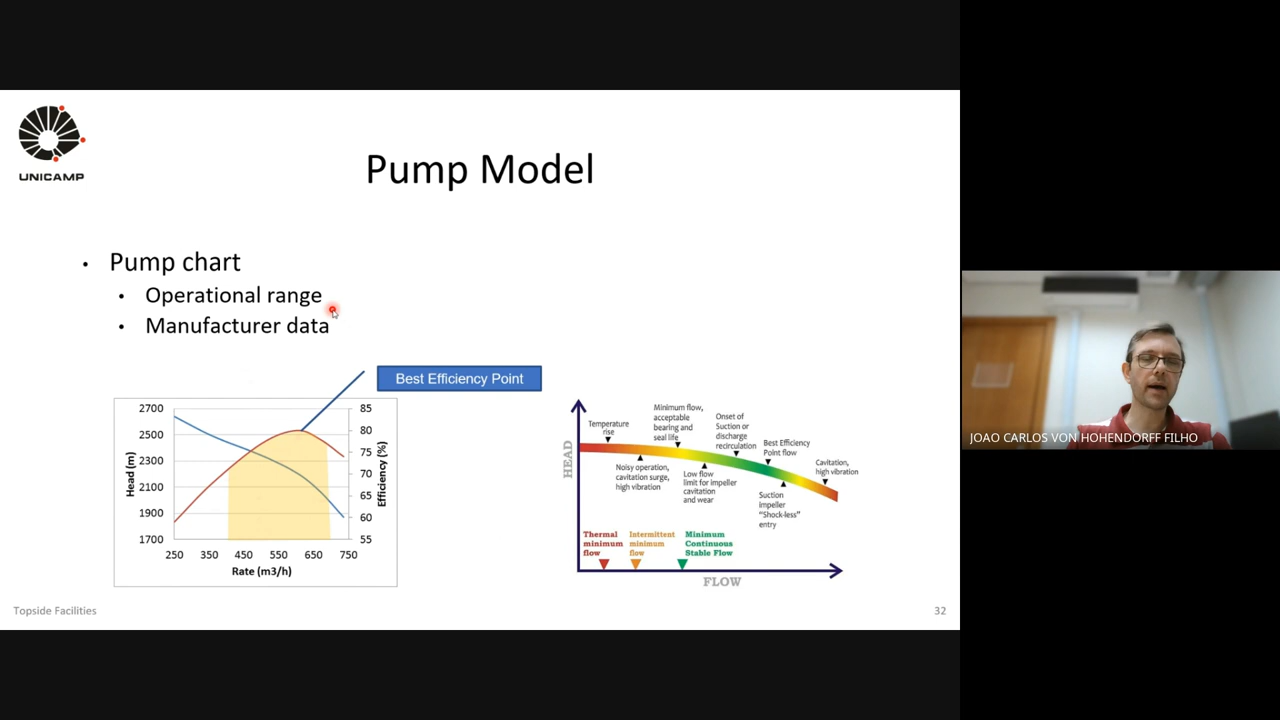 UNICAMP
Pump Model
• Pump chart
• Operational range
• Manufacturer data
Best Efficiency Point
2700
2500
2300
2100
1900
1700
Head (m)
85
80
75
70
65
60
55
Efficiency (%)
250 350 450 550 650 750
Rate (m3/h)
HEAD
Temperature
rise
Minimum flow,
acceptable
bearing and
seal life
Onset of
Suction or
discharge
recirculation
Best Efficiency
Point flow
Cavitation,
high vibration
Noisy operation,
cavitation surge,
high vibration
Low flow
limit for impeller
cavitation
and wear
Suction
impeller
"Shock-less"
entry
Thermal
minimum
flow
Intermittent
minimum
flow
Minimum
Continuous
Stable Flow
FLOW
Topside Facilities
32
JOAO CARLOS VON HOHENDORFF FILHO